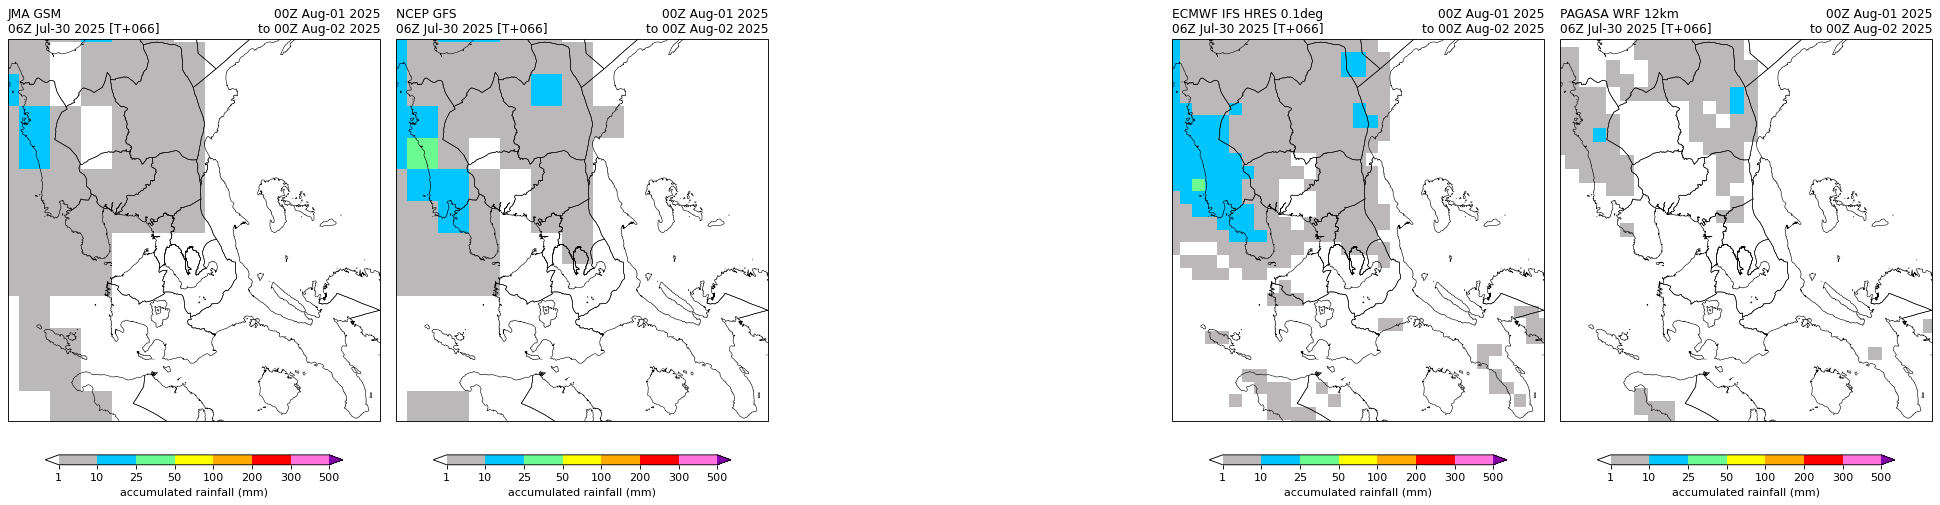 JMA GSM 00Z Aug-01 2025
06Z Jul-30 2025 [T+066] to 00Z Aug-02 2025
NCEP GFS 00Z Aug-01 2025
06Z Jul-30 2025 [T+066] to 00Z Aug-02 2025
ECMWF IFS HRES 0.1deg 00Z Aug-01 2025
06Z Jul-30 2025 [T+066] to 00Z Aug-02 2025
PAGASA WRF 12km 00Z Aug-01 2025
06Z Jul-30 2025 [T+066] to 00Z Aug-02 2025
1 10 25 50 100 200 300 500
accumulated rainfall (mm)
1 10 25 50 100 200 300 500
accumulated rainfall (mm)
1 10 25 50 100 200 300 500
accumulated rainfall (mm)
1 10 25 50 100 200 300 500
accumulated rainfall (mm)